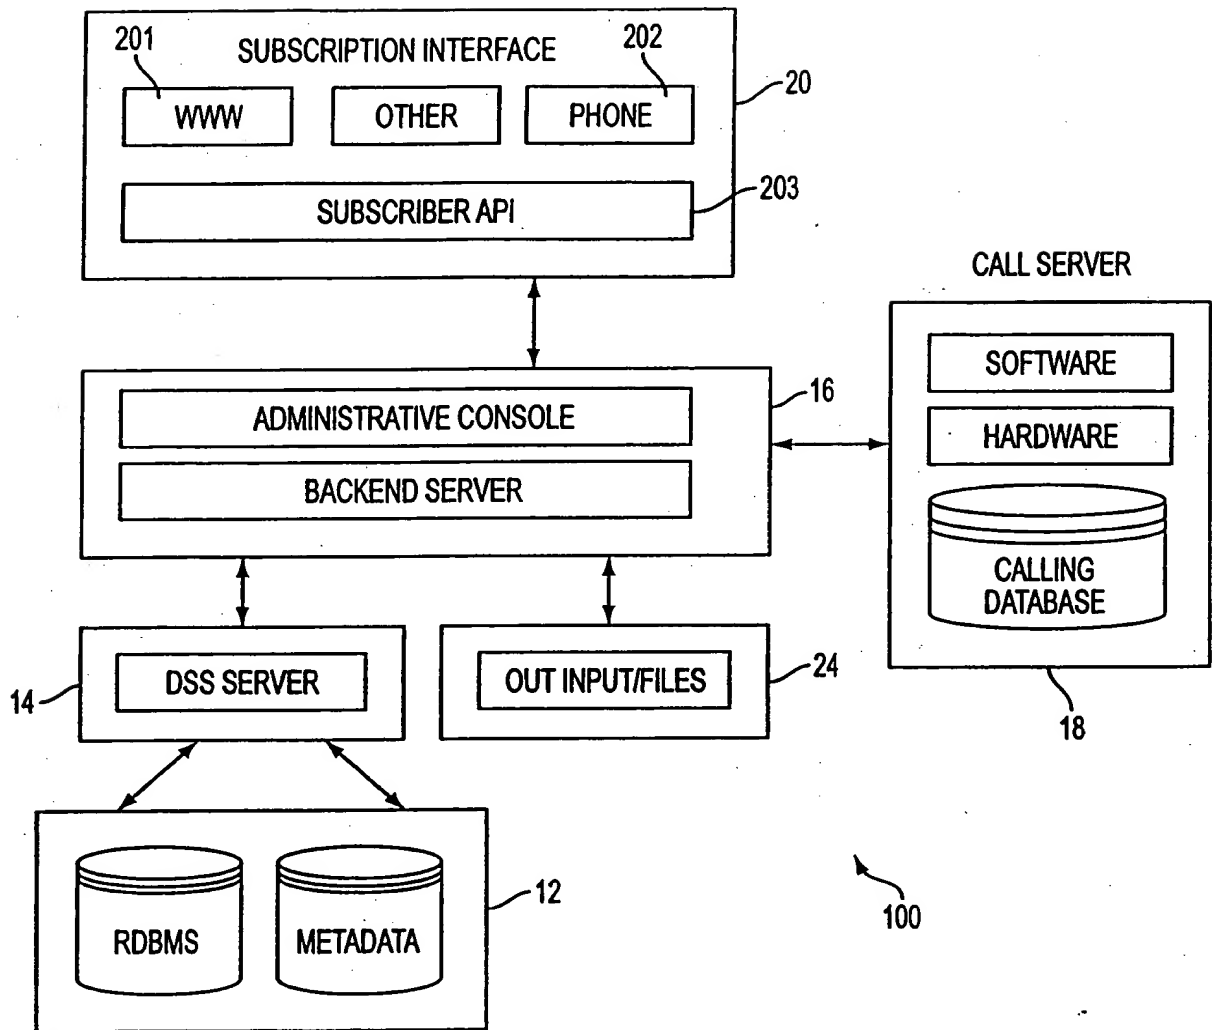 201
SUBSCRIPTION INTERFACE
202
20
WWW
OTHER
PHONE
203
SUBSCRIBER API
CALL SERVER
16
SOFTWARE
ADMINISTRATIVE CONSOLE
HARDWARE
BACKEND SERVER
CALLING
DATABASE
14
DSS SERVER
OUT INPUT/FILES
24
18
12
RDBMS
METADATA
100